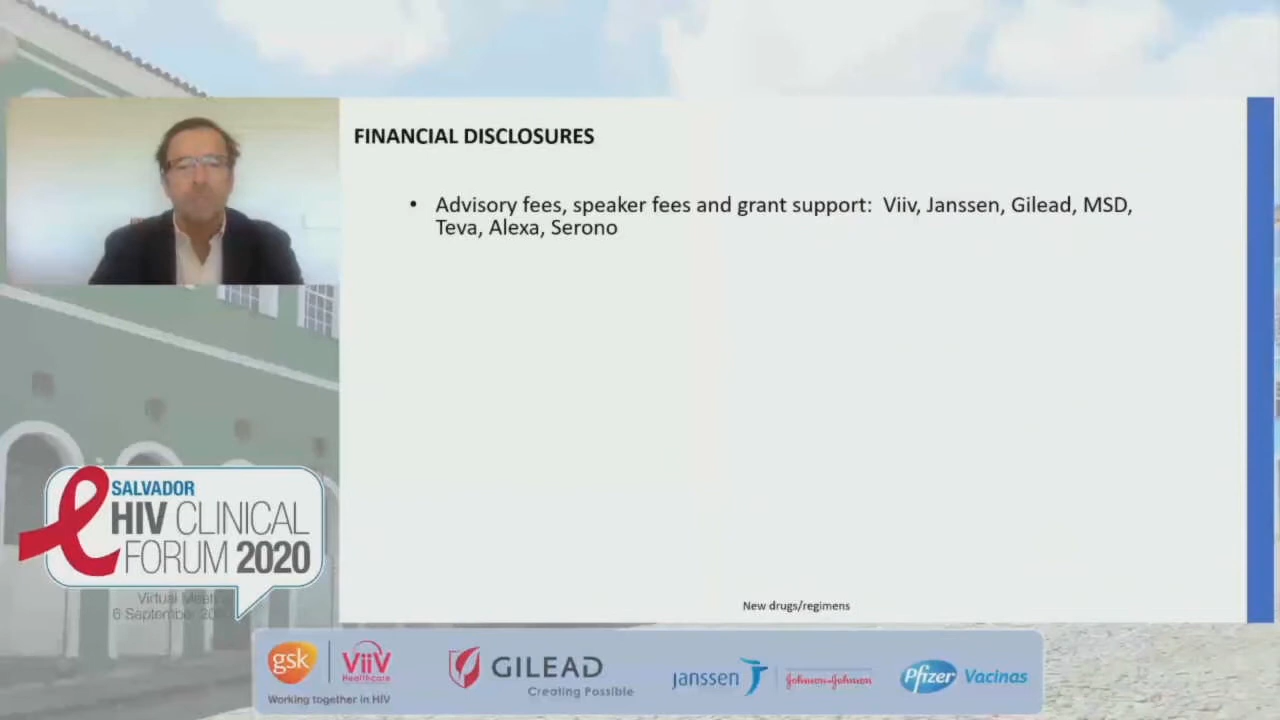 FINANCIAL DISCLOSURES
• Advisory fees, speaker fees and grant support: Viiv, Janssen, Gilead, MSD,
Teva, Alexa, Serono
SALVADOR
HIV CLINICAL
FORUM 2020
Virtual
6 September
New drugs/regimens
gsk
ViiV
Healthcare
Working together in HIV
GILEAD
Creating Possible
janssen
Johnson & Johnson
Pfizer Vacinas